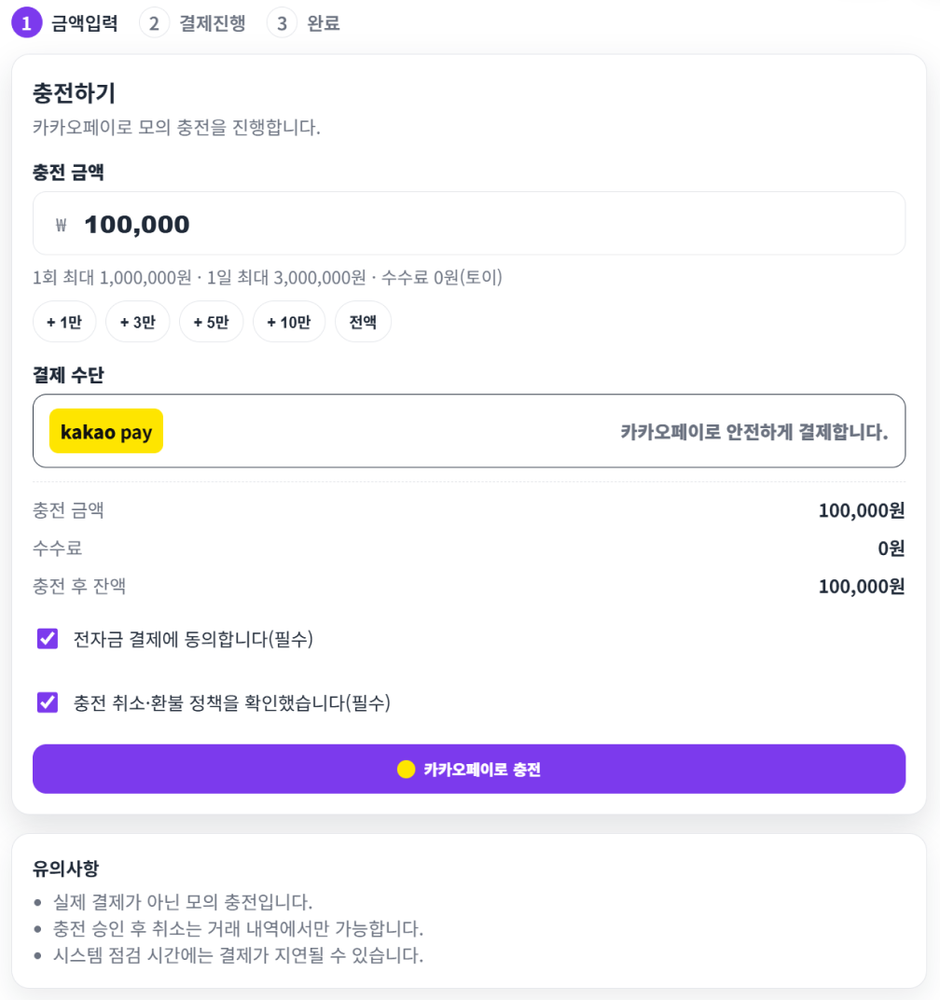 1 금액입력 2 결제진행 3 완료
충전하기
카카오페이로 모의 충전을 진행합니다.
충전 금액
₩ 100,000
1회 최대 1,000,000원 · 1일 최대 3,000,000원 · 수수료 0원(토이)
+ 1만 + 3만 + 5만 + 10만 전액
결제 수단
kakao pay 카카오페이로 안전하게 결제합니다.
충전 금액 100,000원
수수료 0원
충전 후 잔액 100,000원
전자금 결제에 동의합니다(필수)
충전 취소·환불 정책을 확인했습니다(필수)
카카오페이로 충전
유의사항
• 실제 결제가 아닌 모의 충전입니다.
• 충전 승인 후 취소는 거래 내역에서만 가능합니다.
• 시스템 점검 시간에는 결제가 지연될 수 있습니다.